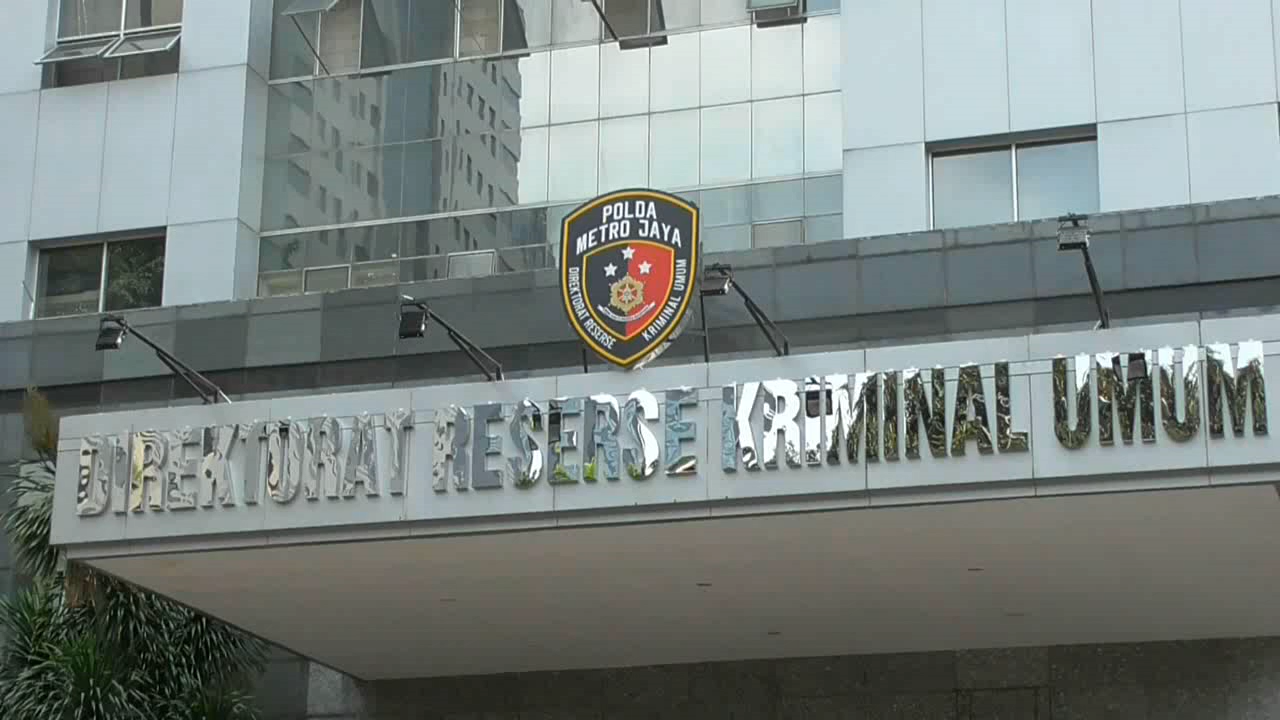 POLDA
METRO JAYA
DIREKTORAT RESERSE
KRIMINAL UMUM
DIREKTORAT RESERSE KRIMINAL UMUM